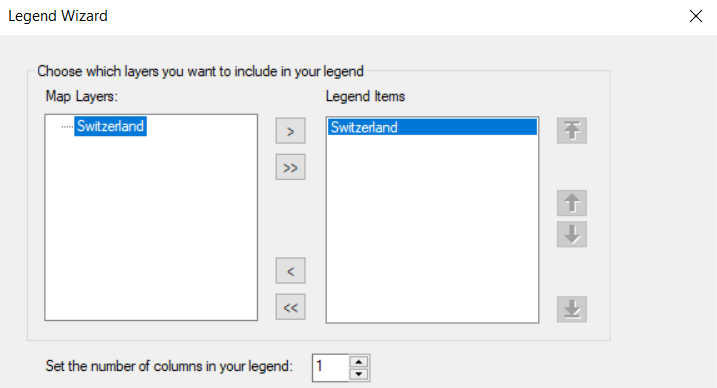 Legend Wizard
Choose which layers you want to include in your legend
Map Layers:
Legend Items
Switzerland
Switzerland
>
>>
<
<<
Set the number of columns in your legend: 1